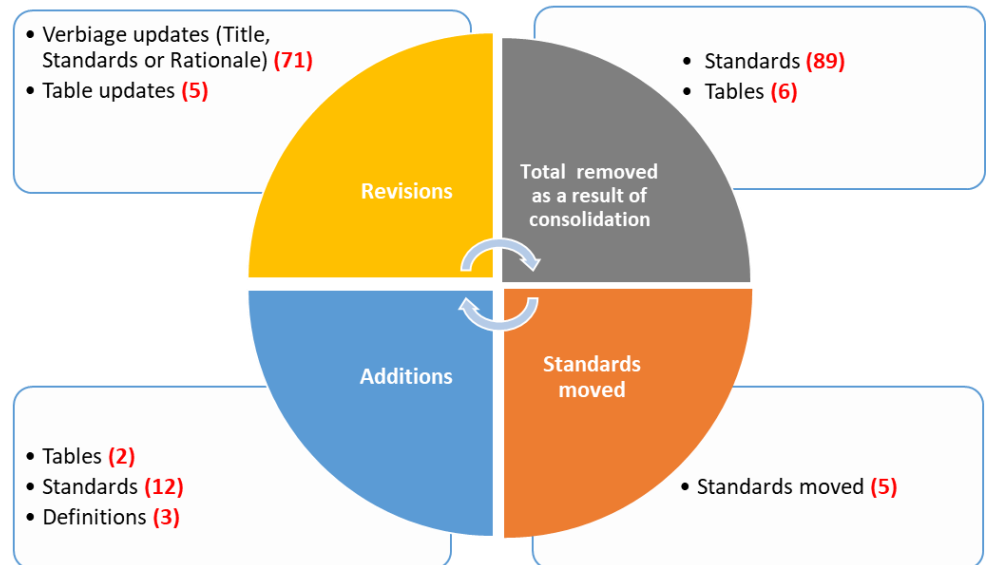 • Verbiage updates (Title,
Standards or Rationale) (71)
• Table updates (5)
• Standards (89)
• Tables (6)
Revisions
Total removed
as a result of
consolidation
Additions
Standards
moved
• Tables (2)
• Standards (12)
• Definitions (3)
• Standards moved (5)